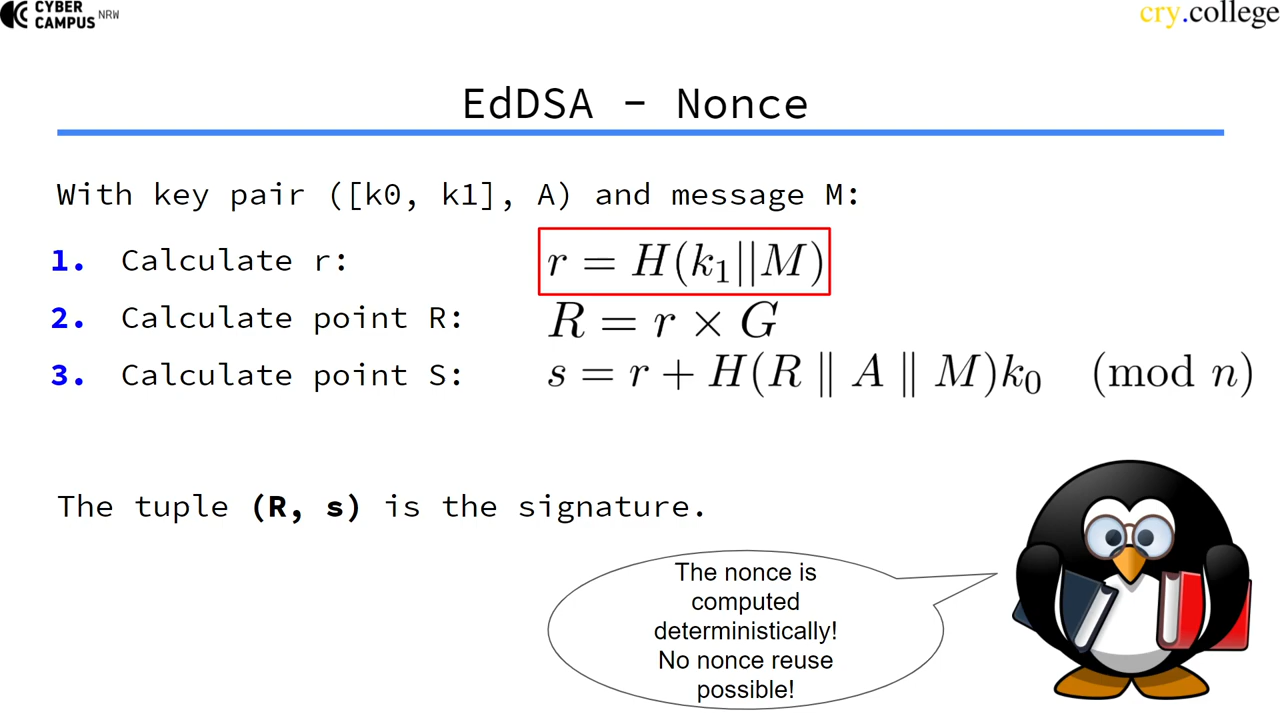 CYBER
CAMPUS NRW
cry.college
EdDSA - Nonce
With key pair ([k0, k1], A) and message M:
1. Calculate r: r = H(k₁||M)
2. Calculate point R: R = r × G
3. Calculate point S: s = r + H(R ∥ A ∥ M)k₀ (mod n)
The tuple (R, s) is the signature.
The nonce is
computed
deterministically!
No nonce reuse
possible!